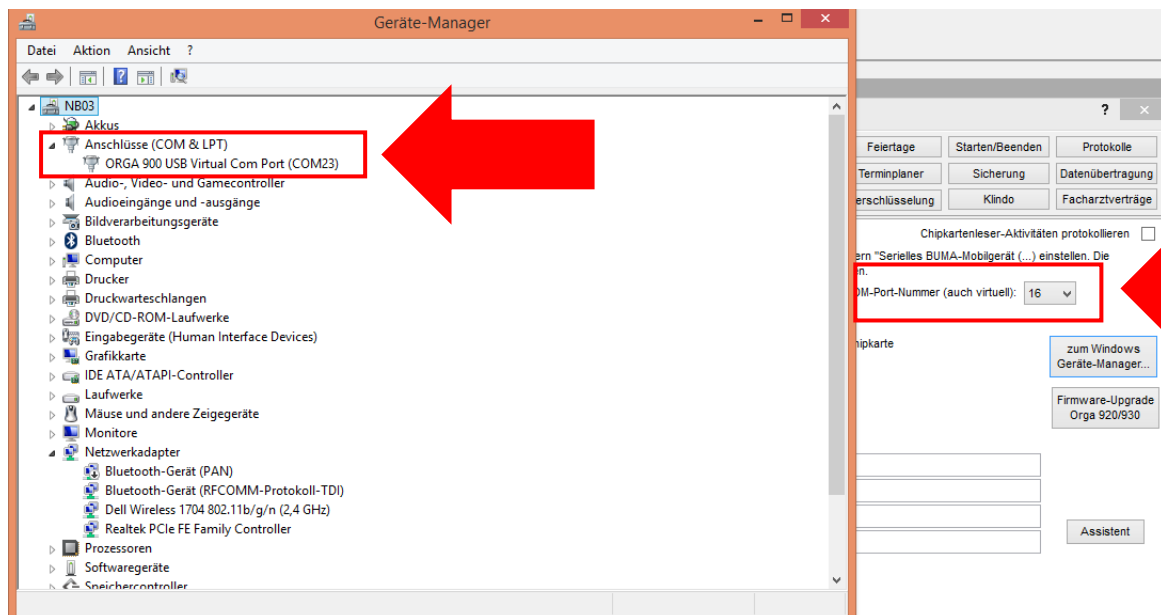 Geräte-Manager
Datei Aktion Ansicht ?
NB03
Akkus
Anschlüsse (COM & LPT)
ORGA 900 USB Virtual Com Port (COM23)
Audio-, Video- und Gamecontroller
Audioeingänge und -ausgänge
Bildverarbeitungsgeräte
Bluetooth
Computer
Drucker
Druckwarteschlangen
DVD/CD-ROM-Laufwerke
Eingabegeräte (Human Interface Devices)
Grafikkarte
IDE ATA/ATAPI-Controller
Laufwerke
Mäuse und andere Zeigegeräte
Monitore
Netzwerkadapter
Bluetooth-Gerät (PAN)
Bluetooth-Gerät (RFCOMM-Protokoll-TDI)
Dell Wireless 1704 802.11b/g/n (2,4 GHz)
Realtek PCIe FE Family Controller
Prozessoren
Softwaregeräte
Speichercontroller
?
Feiertage Starten/Beenden Protokolle
Terminplaner Sicherung Datenübertragung
erschlüsselung Klindo Facharztverträge
Chipkartenleser-Aktivitäten protokollieren
ern "Serielles BUMA-Mobilgerät (...) einstellen. Die
en.
OM-Port-Nummer (auch virtuell): 16
hipkarte
zum Windows
Geräte-Manager...
Firmware-Upgrade
Orga 920/930
Assistent